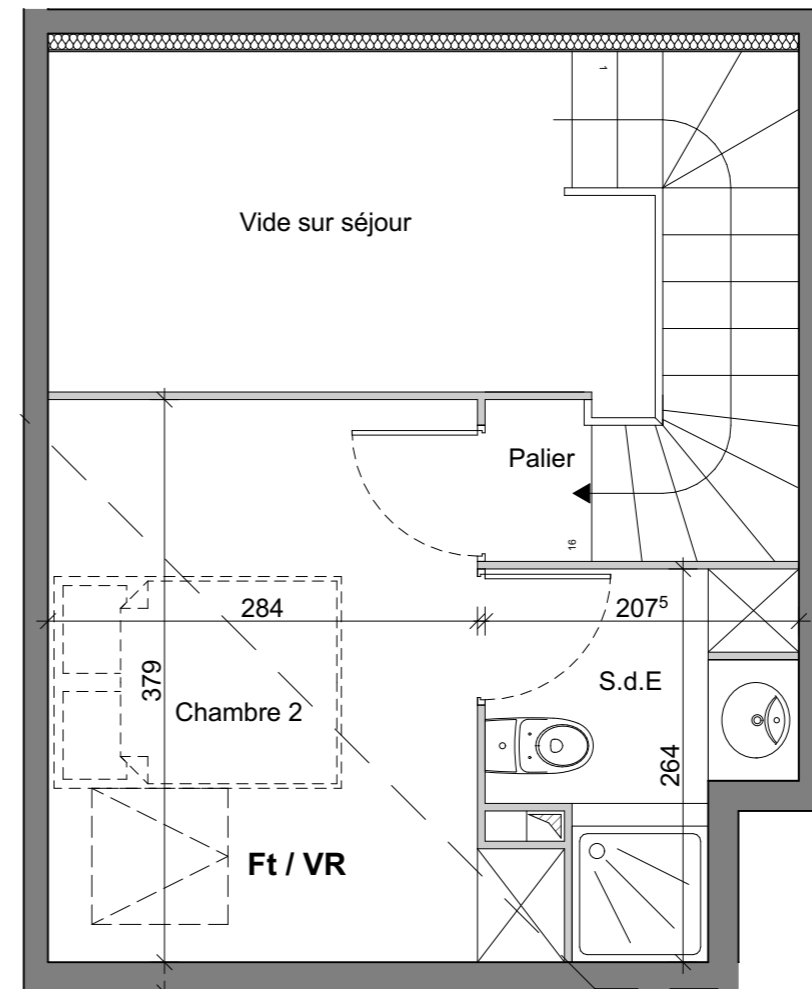 1
Vide sur séjour
Palier
16
284
207⁵
379
S.d.E
Chambre 2
264
Ft / VR